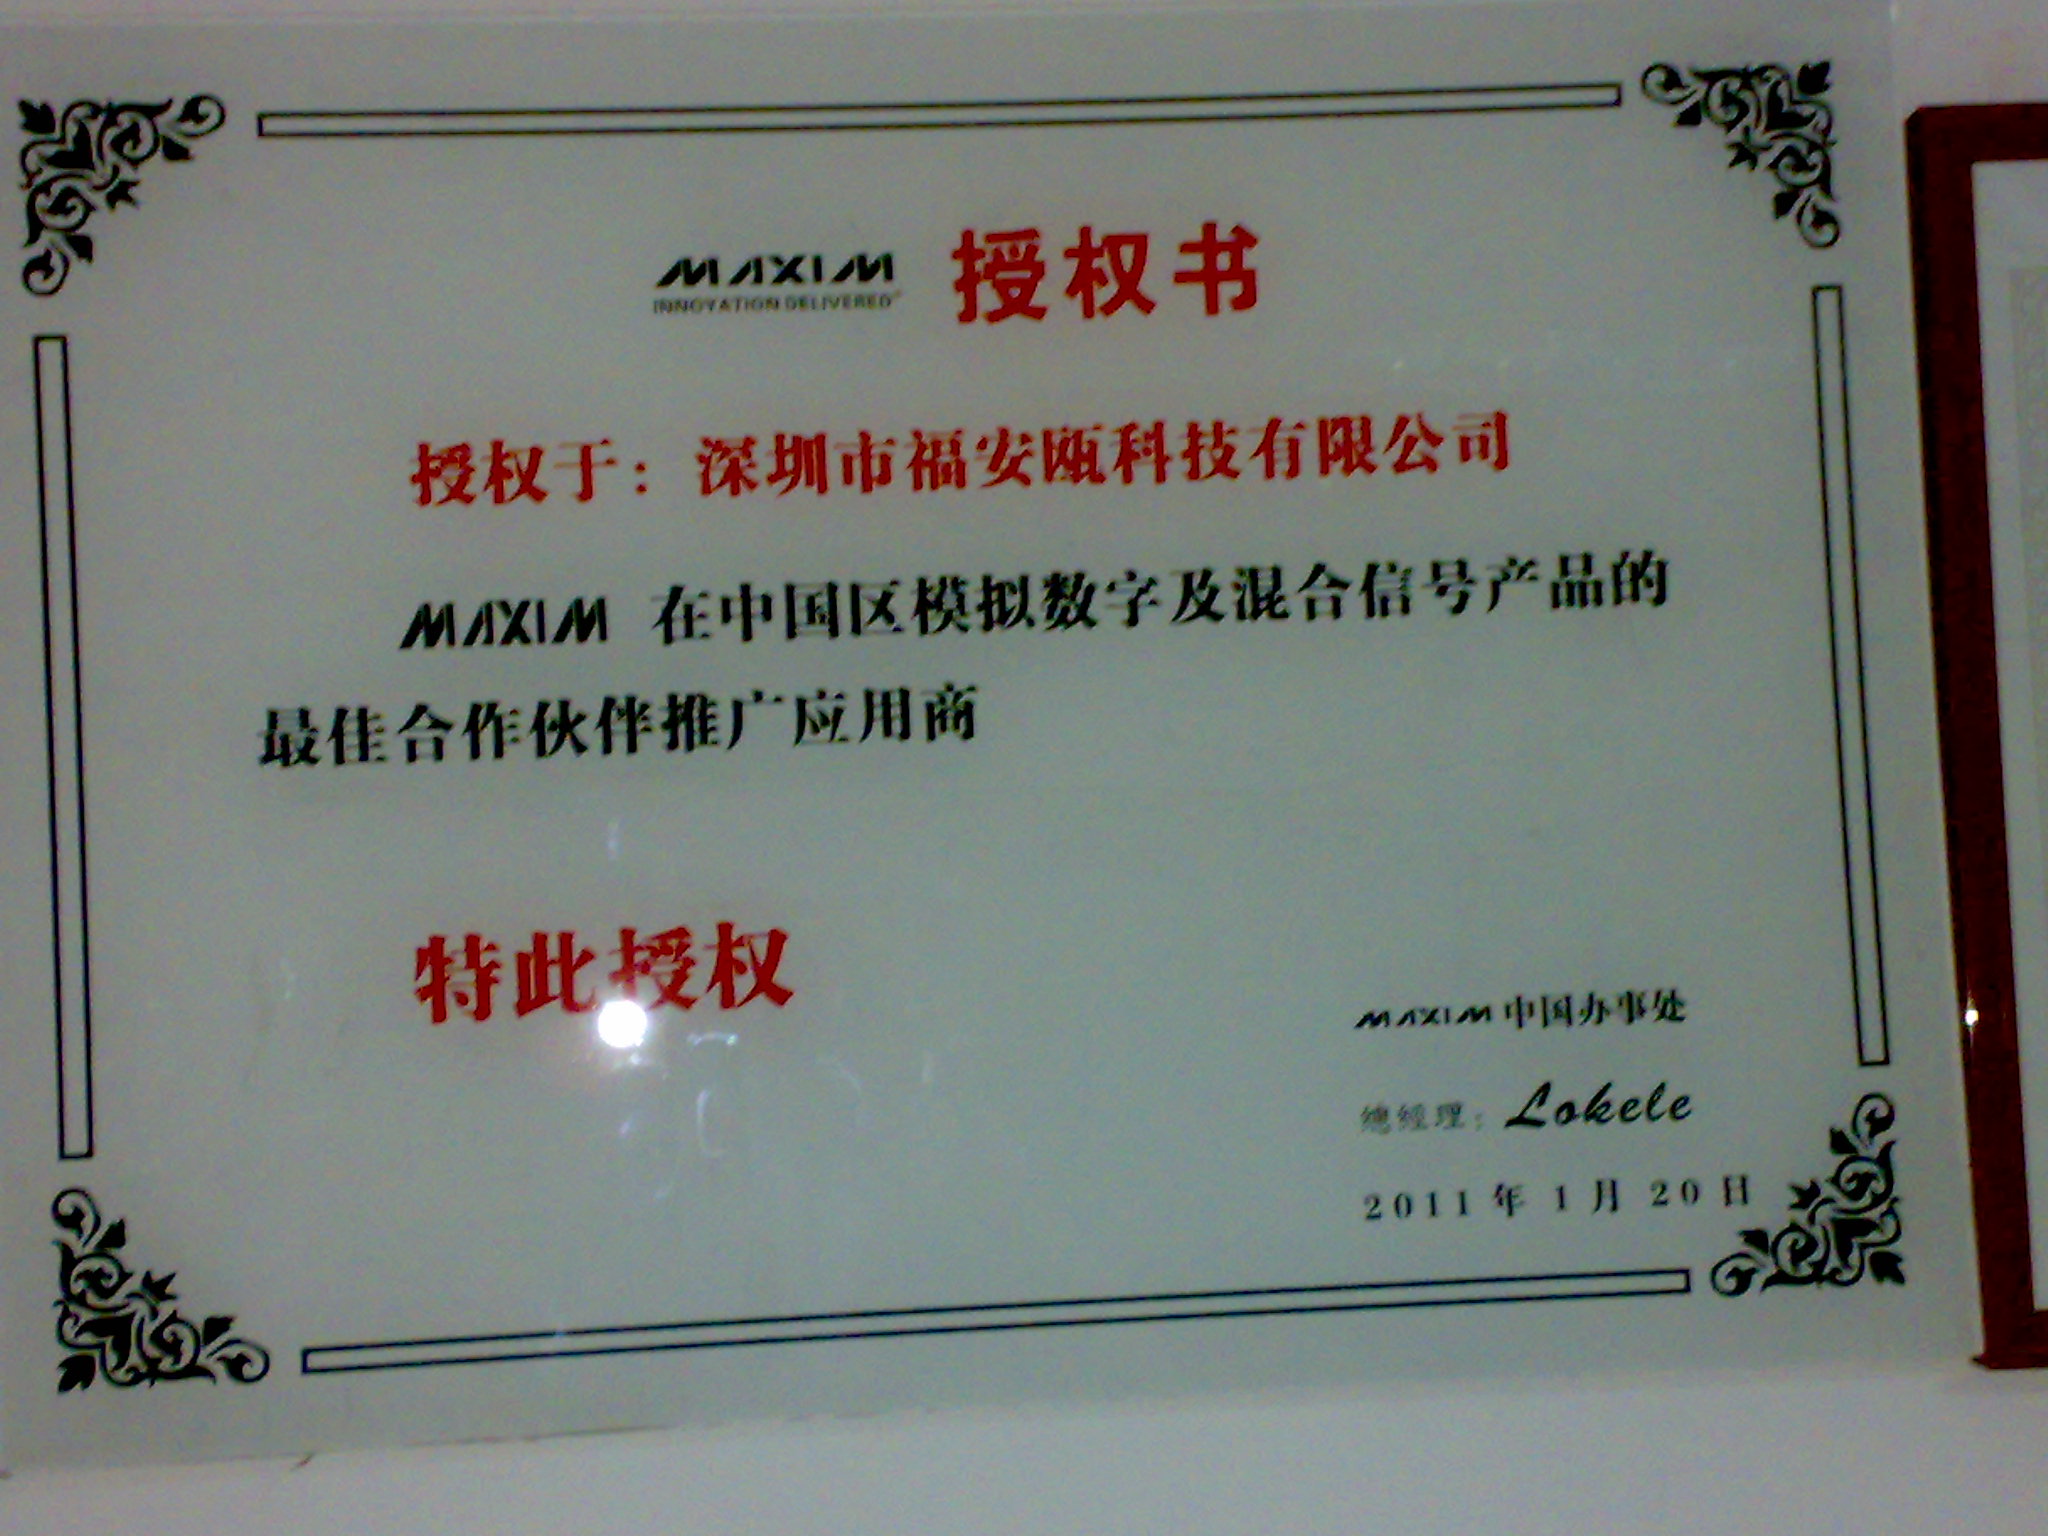 MAXIM 授权书
INNOVATION DELIVERED®
授权于：深圳市福安瓯科技有限公司
MAXIM 在中国区模拟数字及混合信号产品的
最佳合作伙伴推广应用商
特此授权
MAXIM 中国办事处
總經理：Lokele
2011 年 1 月 20 日